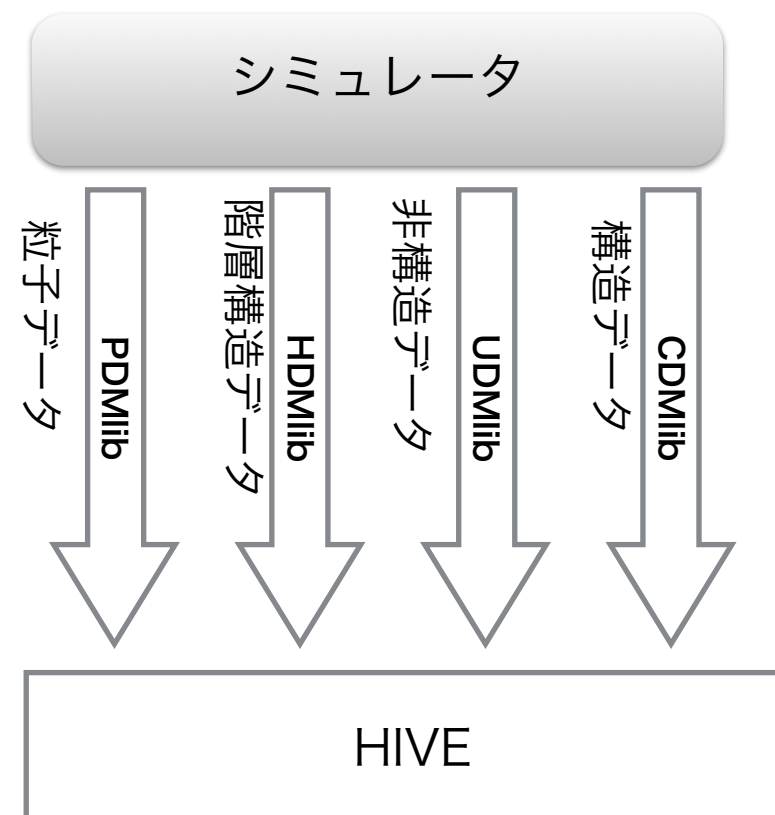 シミュレータ
粒子データ
PDMlib
階層構造データ
HDMlib
非構造データ
UDMlib
構造データ
CDMlib
HIVE